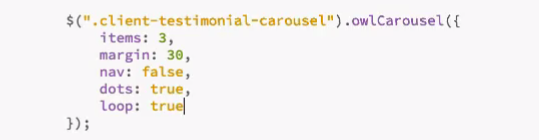 $(".client-testimonial-carousel").owlCarousel({
    items: 3,
    margin: 30,
    nav: false,
    dots: true,
    loop: true
});